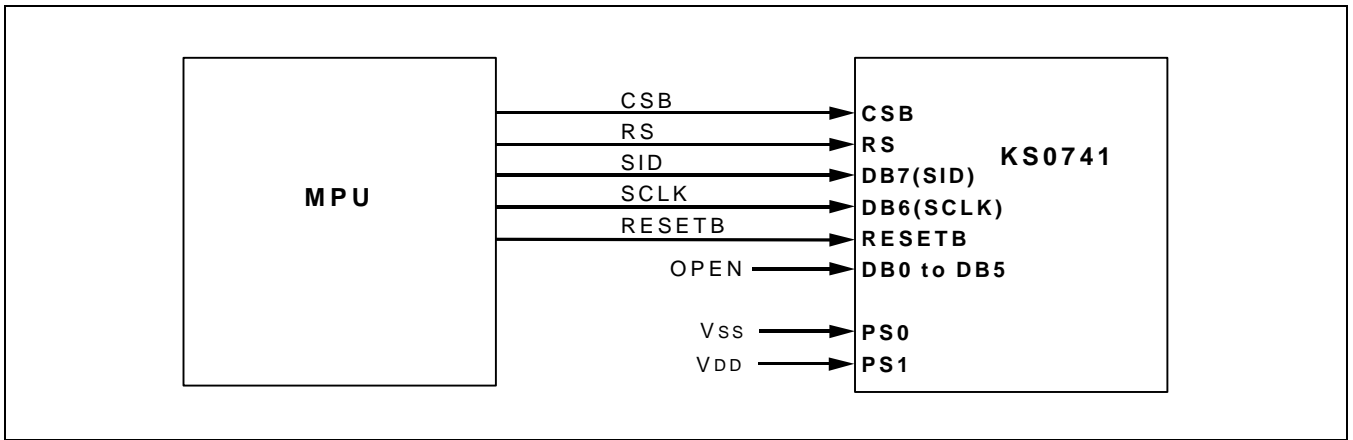 MPU
CSB
RS
SID
SCLK
RESETB
OPEN
VSS
VDD
CSB
RS
DB7(SID)
DB6(SCLK)
RESETB
DB0 to DB5
PS0
PS1
KS0741